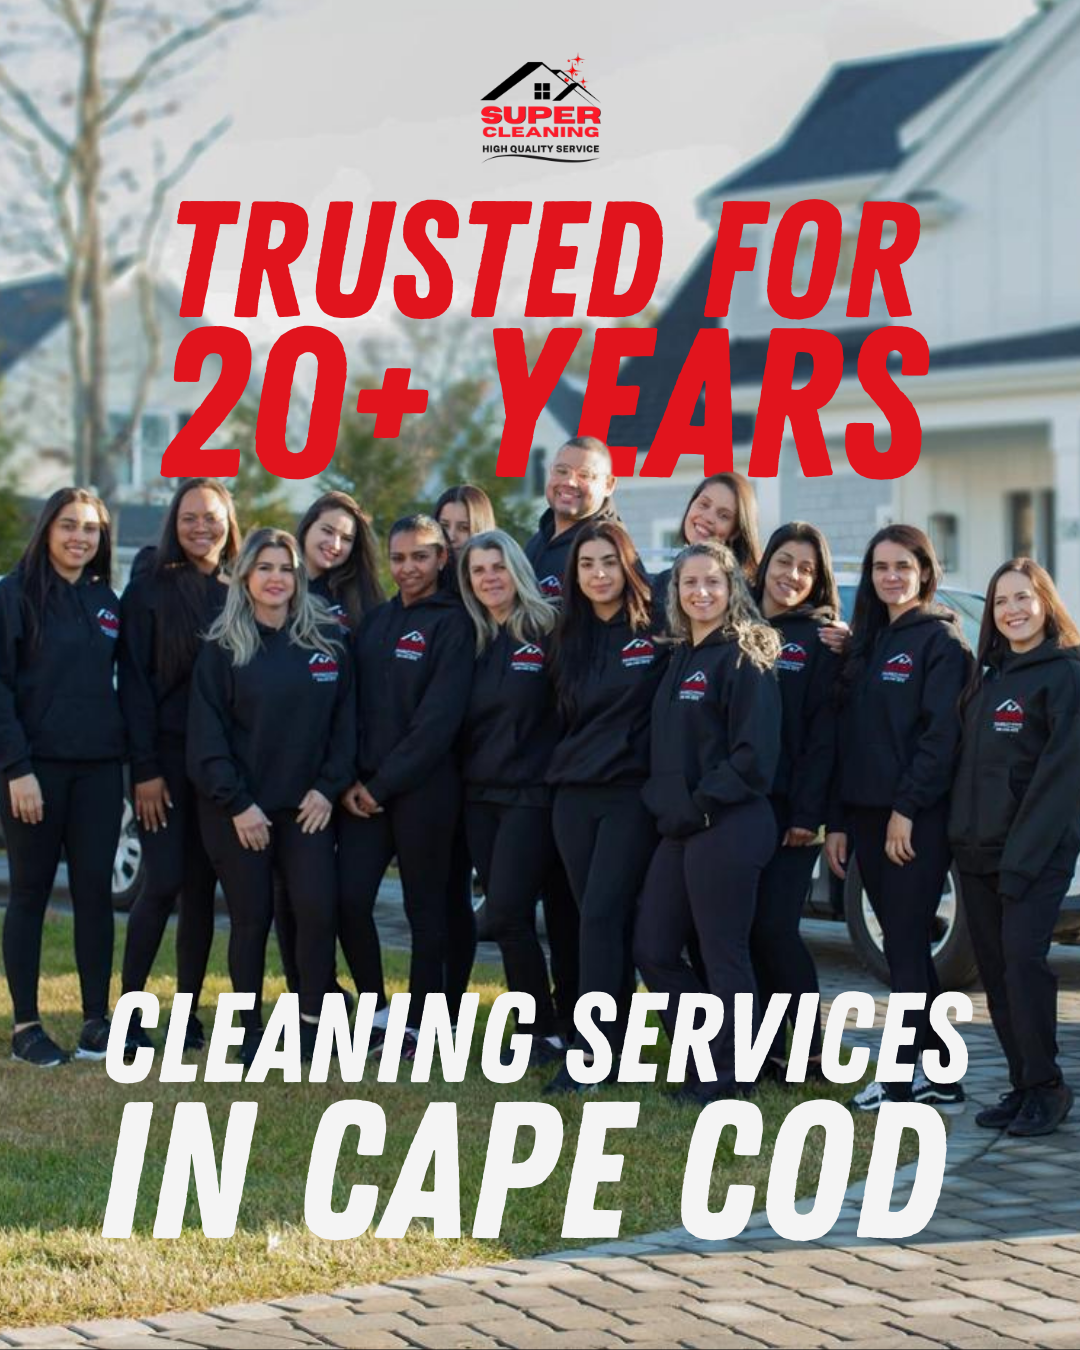 SUPER
CLEANING
HIGH QUALITY SERVICE
TRUSTED FOR
20+ YEARS
CLEANING SERVICES
IN CAPE COD